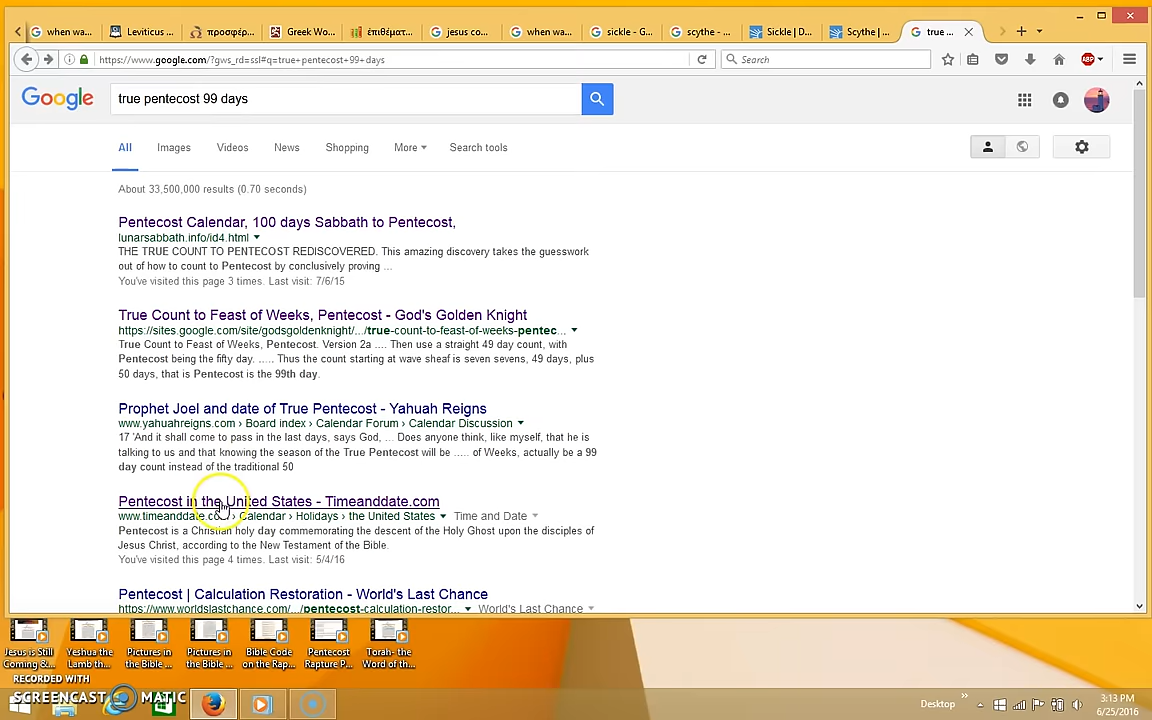 when wa...
Leviticus ...
προσφέρ...
Greek Wo...
ἐπιθέματ...
jesus co...
when wa...
sickle - G...
scythe - ...
Sickle | D...
Scythe | ...
true ...
https://www.google.com/?gws_rd=ssl#q=true+pentecost+99+days
Search
ABP
Google
true pentecost 99 days
All Images Videos News Shopping More Search tools
About 33,500,000 results (0.70 seconds)
Pentecost Calendar, 100 days Sabbath to Pentecost,
lunarsabbath.info/id4.html
THE TRUE COUNT TO PENTECOST REDISCOVERED. This amazing discovery takes the guesswork
out of how to count to Pentecost by conclusively proving ...
You've visited this page 3 times. Last visit: 7/6/15
True Count to Feast of Weeks, Pentecost - God's Golden Knight
https://sites.google.com/site/godsgoldenknight/.../true-count-to-feast-of-weeks-pentec...
True Count to Feast of Weeks, Pentecost. Version 2a .... Then use a straight 49 day count, with
Pentecost being the fifty day. ..... Thus the count starting at wave sheaf is seven sevens, 49 days, plus
50 days, that is Pentecost is the 99th day.
Prophet Joel and date of True Pentecost - Yahuah Reigns
www.yahuahreigns.com › Board index › Calendar Forum › Calendar Discussion
17 'And it shall come to pass in the last days, says God, ... Does anyone think, like myself, that he is
talking to us and that knowing the season of the True Pentecost will be ..... of Weeks, actually be a 99
day count instead of the traditional 50
Pentecost in the United States - Timeanddate.com
www.timeanddate.com › Calendar › Holidays › the United States Time and Date
Pentecost is a Christian holy day commemorating the descent of the Holy Ghost upon the disciples of
Jesus Christ, according to the New Testament of the Bible.
You've visited this page 4 times. Last visit: 5/4/16
Pentecost | Calculation Restoration - World's Last Chance
https://www.worldslastchance.com/.../pentecost-calculation-restor... World's Last Chance
Jesus is Still Coming &...
Yeshua the Lamb th...
Pictures in the Bible ...
Pictures in the Bible ...
Bible Code on the Rap...
Pentecost Rapture P...
Torah- the Word of th...
RECORDED WITH
SCREENCAST MATIC
Desktop
3:13 PM
6/25/2016